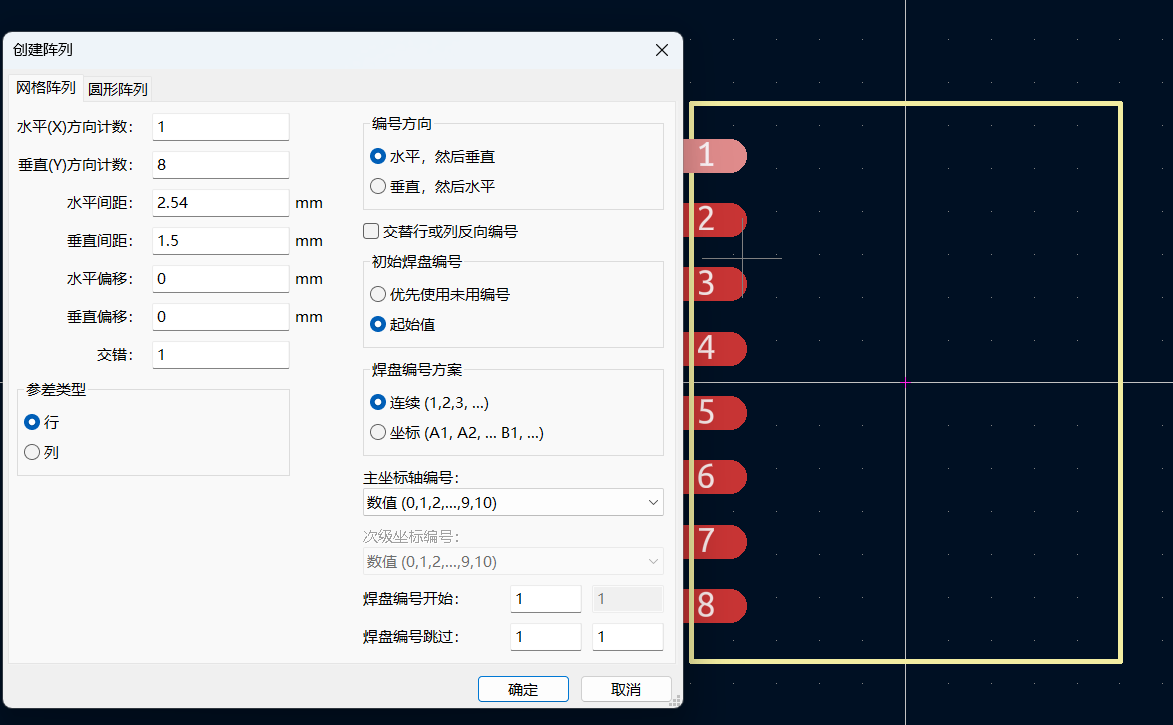 创建阵列
网格阵列 圆形阵列
水平(X)方向计数: 1
垂直(Y)方向计数: 8
水平间距: 2.54 mm
垂直间距: 1.5 mm
水平偏移: 0 mm
垂直偏移: 0 mm
交错: 1
参差类型
行
列
编号方向
水平，然后垂直
垂直，然后水平
交替行或列反向编号
初始焊盘编号
优先使用未用编号
起始值
焊盘编号方案
连续 (1,2,3, ...)
坐标 (A1, A2, ... B1, ...)
主坐标轴编号:
数值 (0,1,2,...,9,10)
次级坐标编号:
数值 (0,1,2,...,9,10)
焊盘编号开始: 1 1
焊盘编号跳过: 1 1
确定 取消
1
2
3
4
5
6
7
8